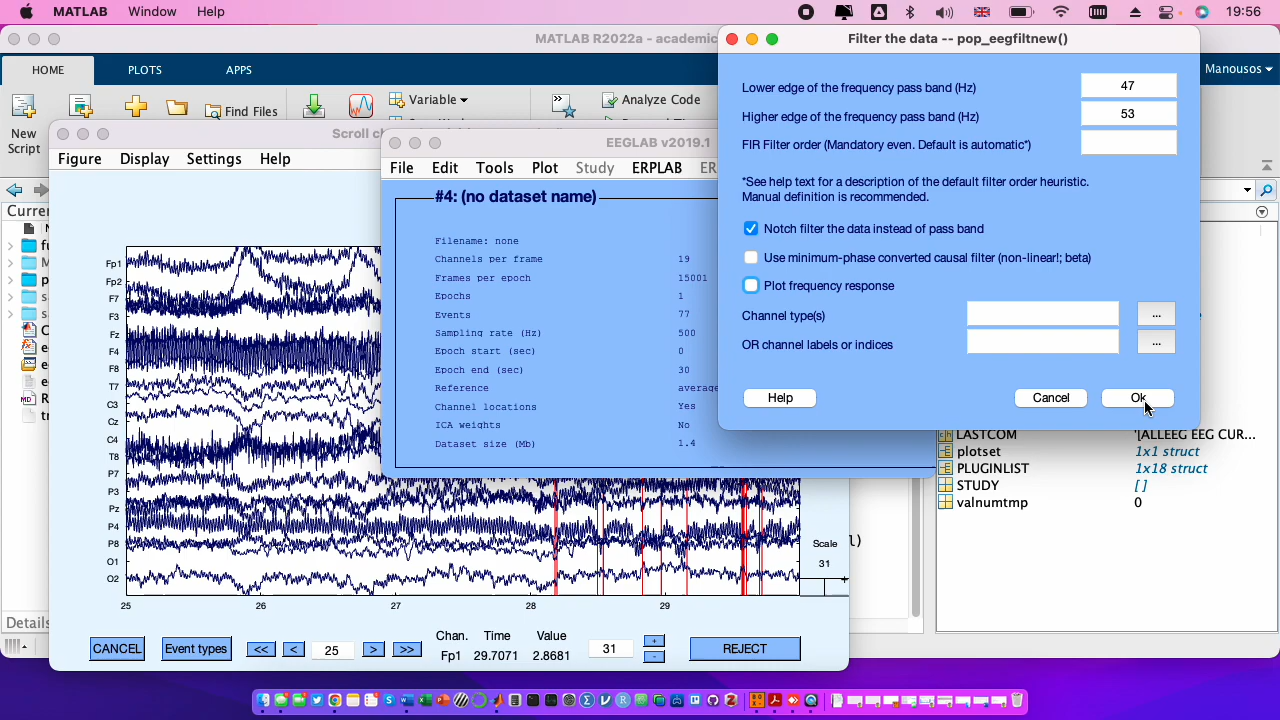 MATLAB Window Help 19:56
MATLAB R2022a - academic
HOME PLOTS APPS Manousos
New Script Find Files Variable Analyze Code
Filter the data -- pop_eegfiltnew()
Lower edge of the frequency pass band (Hz) 47
Higher edge of the frequency pass band (Hz) 53
FIR Filter order (Mandatory even. Default is automatic*)
*See help text for a description of the default filter order heuristic.
Manual definition is recommended.
Notch filter the data instead of pass band
Use minimum-phase converted causal filter (non-linear!; beta)
Plot frequency response
Channel type(s) ...
OR channel labels or indices ...
Help Cancel Ok
EEGLAB v2019.1
File Edit Tools Plot Study ERPLAB ER
#4: (no dataset name)
Filename: none
Channels per frame 19
Frames per epoch 15001
Epochs 1
Events 77
Sampling rate (Hz) 500
Epoch start (sec) 0
Epoch end (sec) 30
Reference average
Channel locations Yes
ICA weights No
Dataset size (Mb) 1.4
Scroll ch
Figure Display Settings Help
Fp1
Fp2
F7
F3
Fz
F4
F8
T7
C3
Cz
C4
T8
P7
P3
Pz
P4
P8
O1
O2
25 26 27 28 29
Scale
31
+
CANCEL Event types << < 25 > >>
Chan. Time Value
Fp1 29.7071 2.8681
31 + - REJECT
Curren
Details
LASTCOM '[ALLEEG EEG CUR...
plotset 1x1 struct
PLUGINLIST 1x18 struct
STUDY []
valnumtmp 0